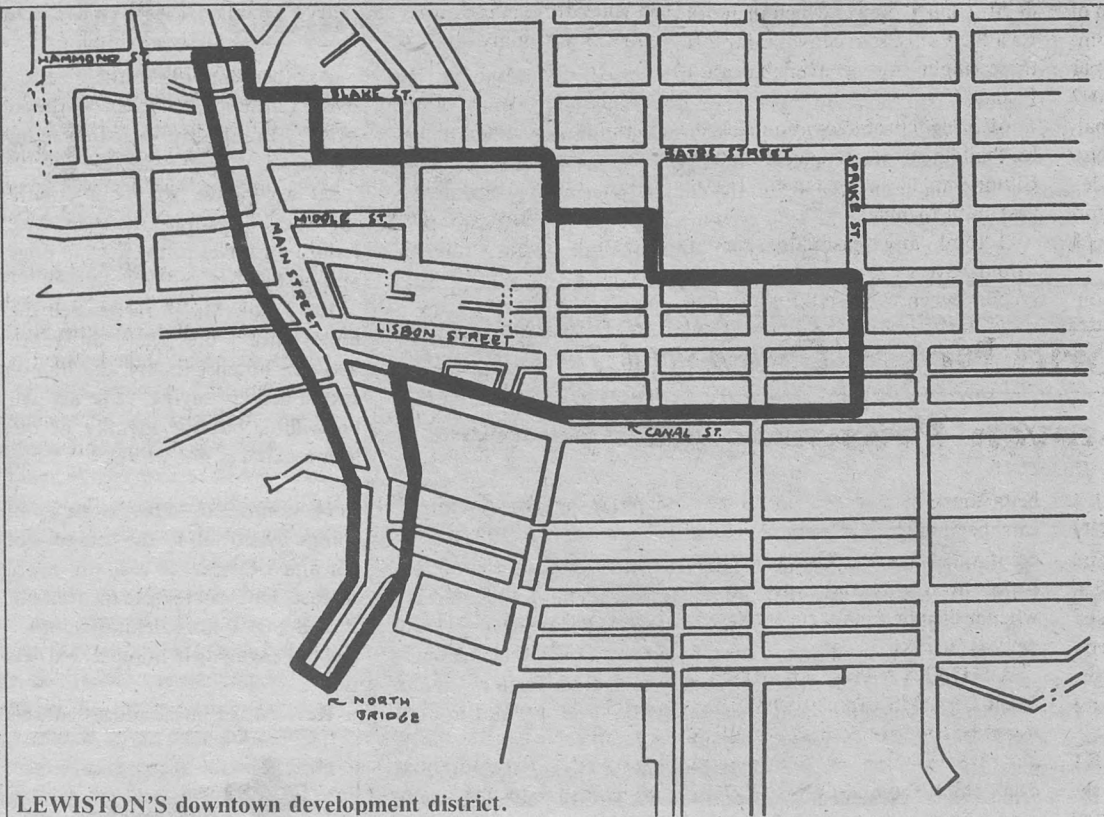 HAMMOND ST.
BLAKE ST.
BATES STREET
SPRUCE ST
MIDDLE ST.
MAIN STREET
LISBON STREET
CANAL ST.
NORTH
BRIDGE
LEWISTON'S downtown development district.